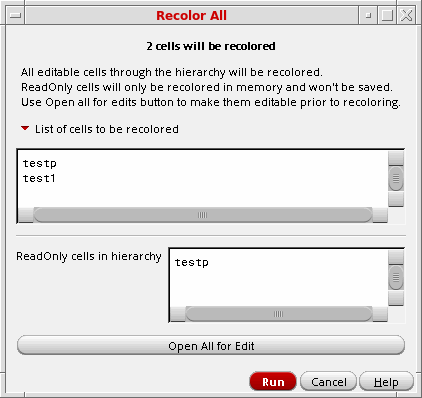 Recolor All
2 cells will be recolored
All editable cells through the hierarchy will be recolored.
ReadOnly cells will only be recolored in memory and won't be saved.
Use Open all for edits button to make them editable prior to recoloring.
List of cells to be recolored
testp
test1
ReadOnly cells in hierarchy
testp
Open All for Edit
Run Cancel Help